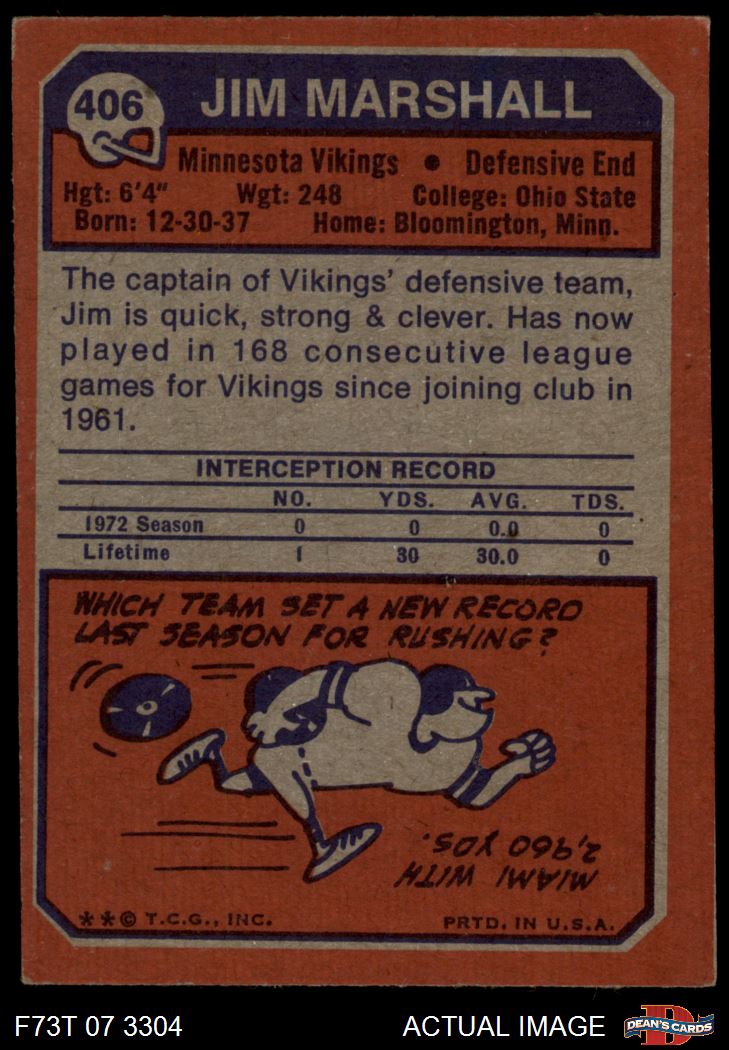 406
JIM MARSHALL
Minnesota Vikings • Defensive End
Hgt: 6'4" Wgt: 248 College: Ohio State
Born: 12-30-37 Home: Bloomington, Minn.
The captain of Vikings' defensive team,
Jim is quick, strong & clever. Has now
played in 168 consecutive league
games for Vikings since joining club in
1961.
INTERCEPTION RECORD
NO. YDS. AVG. TDS.
1972 Season 0 0 0.0 0
Lifetime 1 30 30.0 0
WHICH TEAM SET A NEW RECORD
LAST SEASON FOR RUSHING?
MIAMI WITH
2,960 YDS.
**© T.C.G., INC. PRTD. IN U.S.A.
F73T 07 3304 ACTUAL IMAGE D DEAN'S CARDS